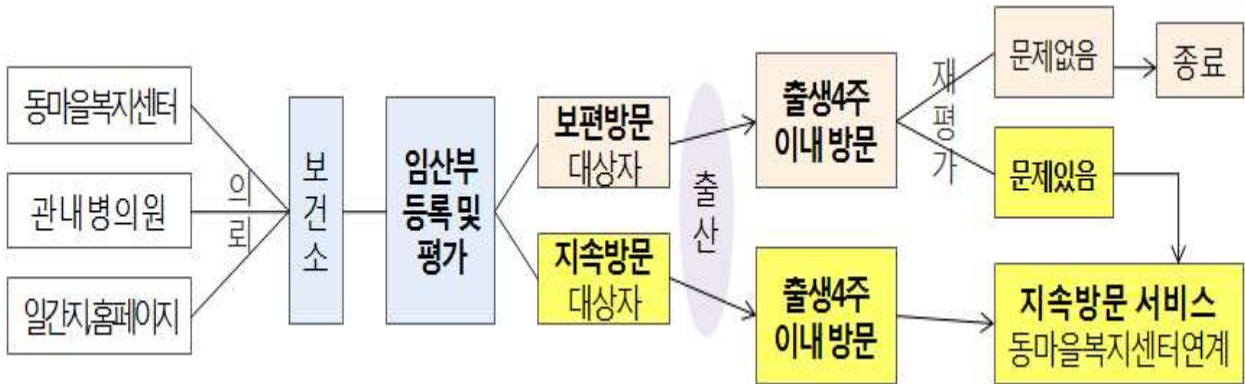 동마을복지센터
관내병의원
일간지,홈페이지
의뢰
보건소
임산부
등록 및
평가
보편방문
대상자
지속방문
대상자
출산
출생4주
이내 방문
출생4주
이내 방문
재평가
문제없음
종료
문제있음
지속방문 서비스
동마을복지센터연계